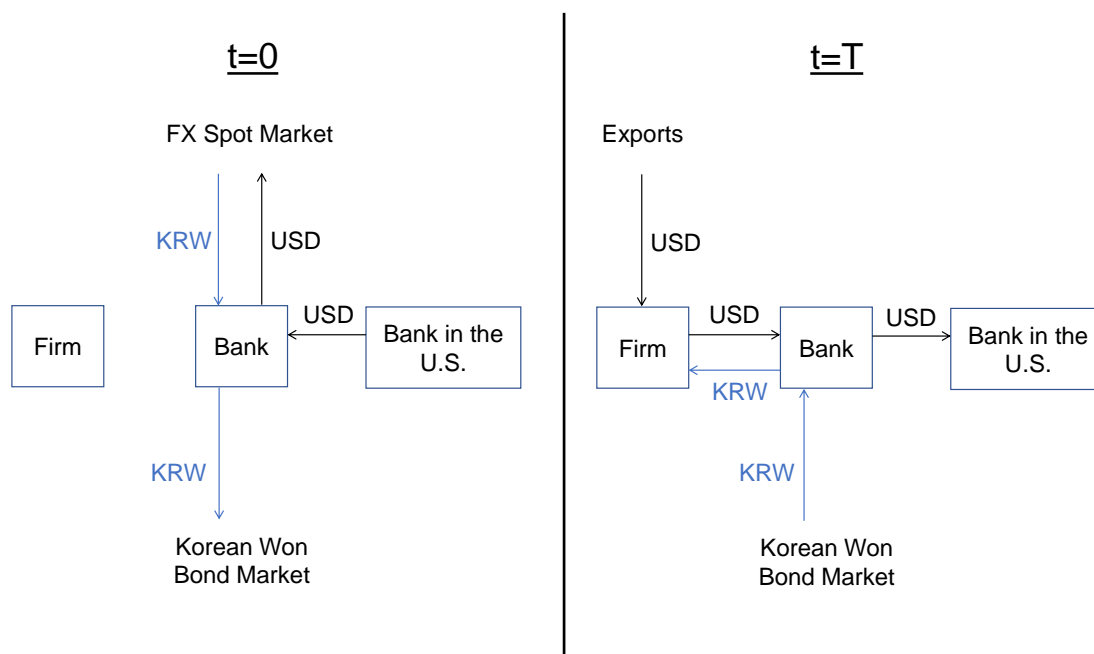 t=0
FX Spot Market
KRW
USD
USD
Firm
Bank
Bank in the
U.S.
KRW
Korean Won
Bond Market
t=T
Exports
USD
USD
USD
Firm
Bank
Bank in the
U.S.
KRW
KRW
Korean Won
Bond Market